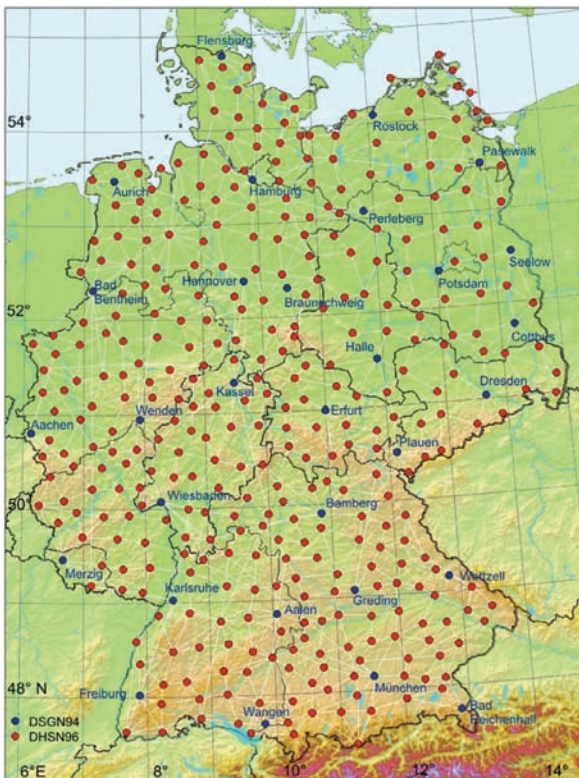 Flensburg
54°
Rostock
Pasewalk
Aurich
Hamburg
Perleberg
Seelow
Bad
Bentheim
Hannover
Potsdam
Braunschweig
52°
Cottbus
Halle
Kassel
Dresden
Wenden
Erfurt
Aachen
Plauen
50°
Wiesbaden
Bamberg
Merzig
Karlsruhe
Wettzell
Greding
Aalen
48° N
Freiburg
München
Wangen
Bad
Reichenhall
DSGN94
DHSN96
6°E
8°
10°
12°
14°